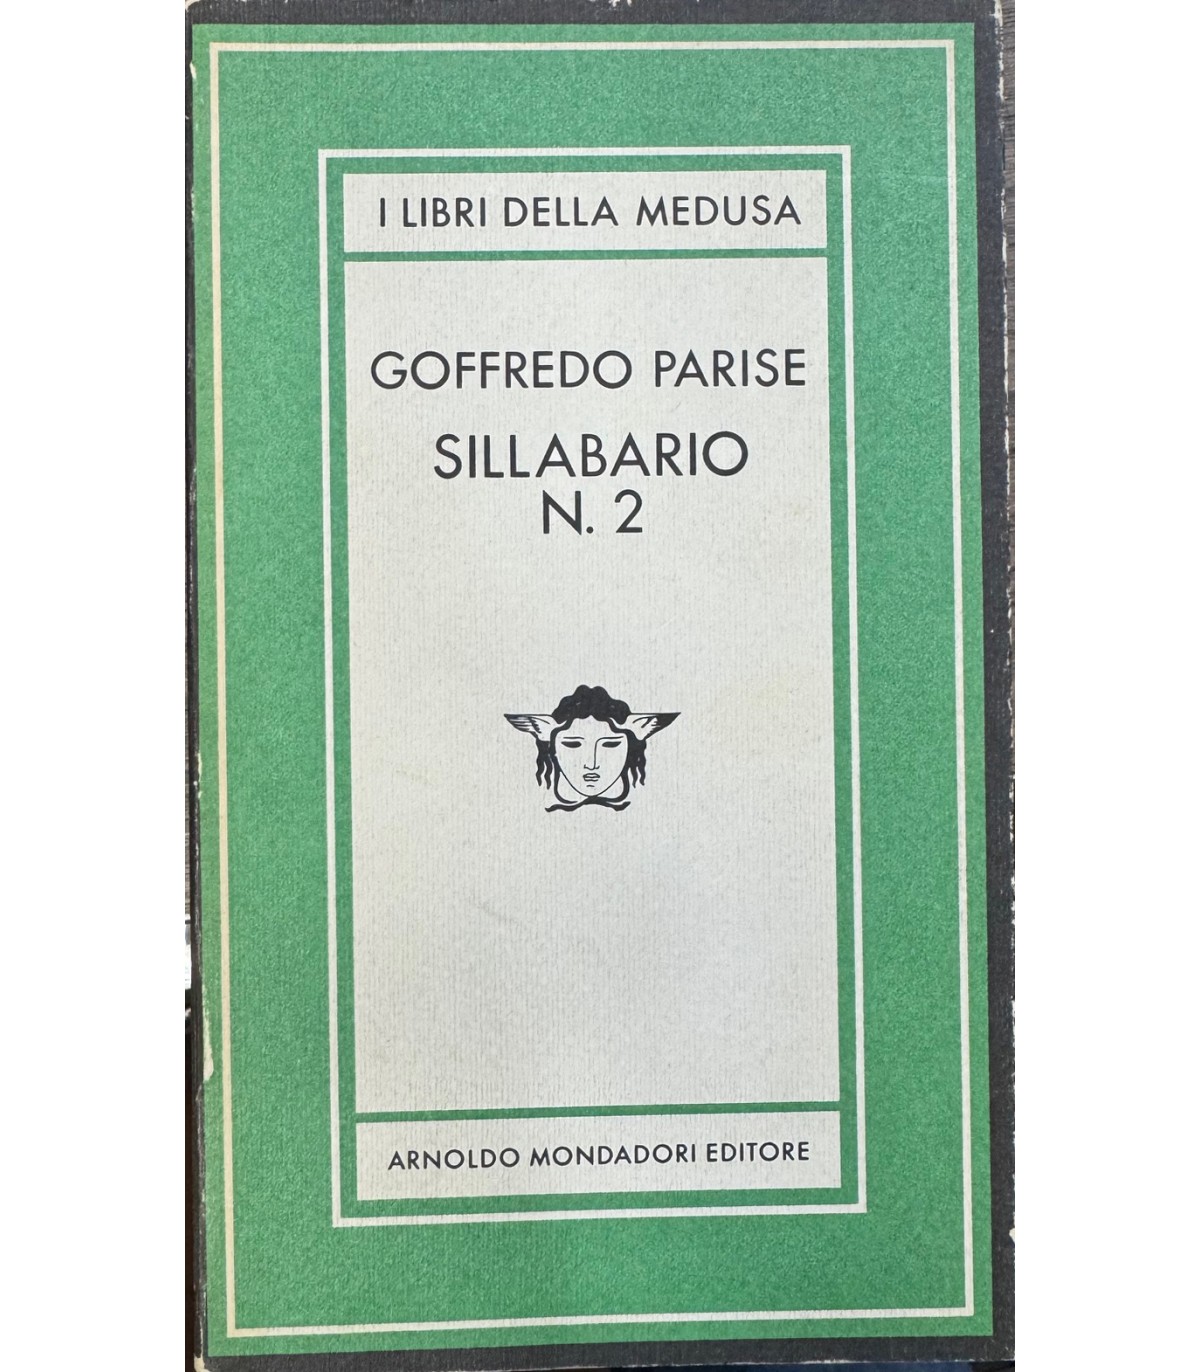 I LIBRI DELLA MEDUSA
GOFFREDO PARISE
SILLABARIO
N. 2
ARNOLDO MONDADORI EDITORE